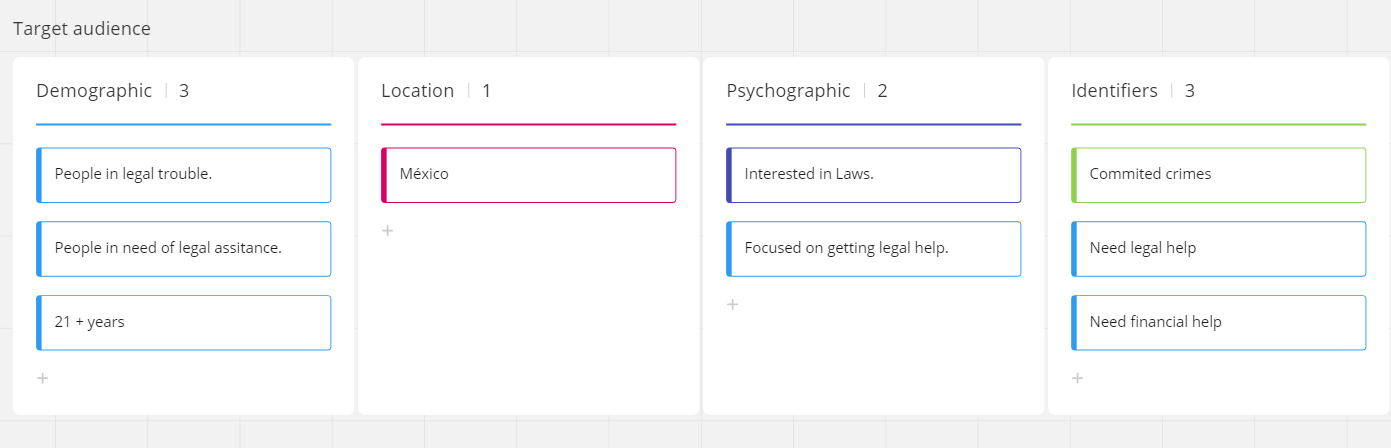 Target audience
Demographic | 3
People in legal trouble.
People in need of legal assitance.
21 + years
+
Location | 1
México
+
Psychographic | 2
Interested in Laws.
Focused on getting legal help.
+
Identifiers | 3
Commited crimes
Need legal help
Need financial help
+